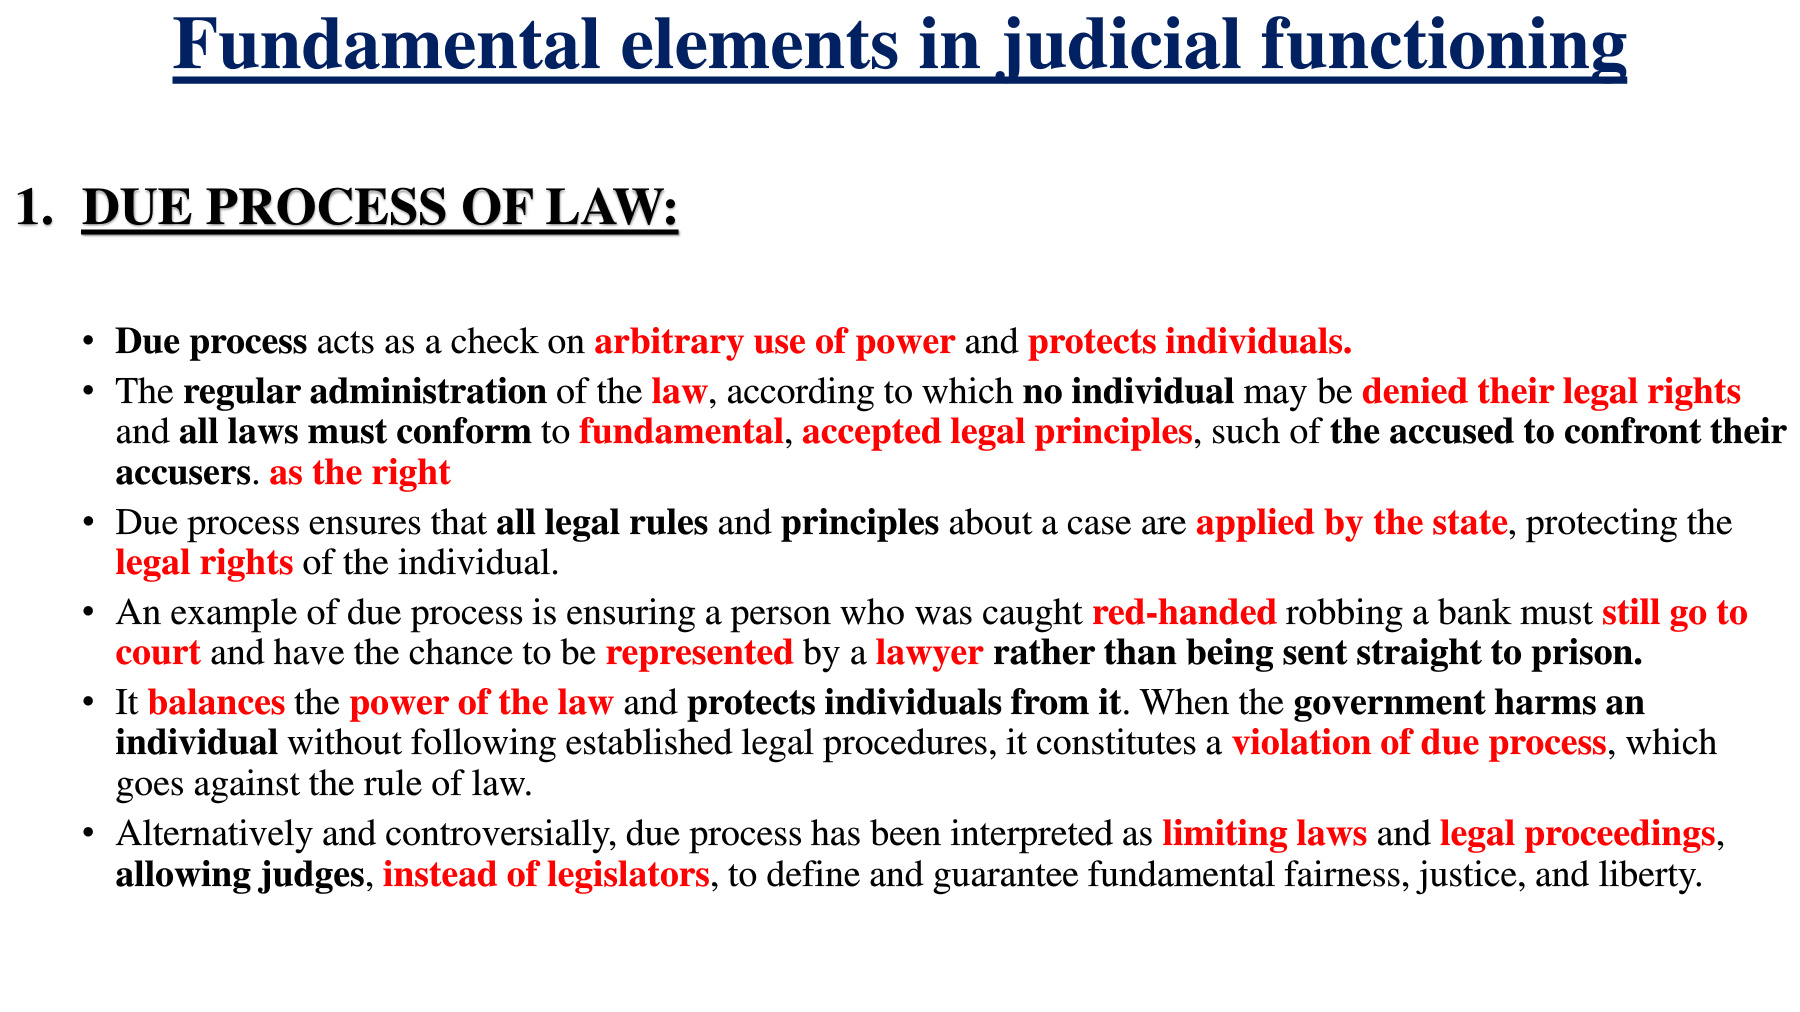 Fundamental elements in judicial functioning
1. DUE PROCESS OF LAW:
• Due process acts as a check on arbitrary use of power and protects individuals.
• The regular administration of the law, according to which no individual may be denied their legal rights
and all laws must conform to fundamental, accepted legal principles, such of the accused to confront their
accusers. as the right
• Due process ensures that all legal rules and principles about a case are applied by the state, protecting the
legal rights of the individual.
• An example of due process is ensuring a person who was caught red-handed robbing a bank must still go to
court and have the chance to be represented by a lawyer rather than being sent straight to prison.
• It balances the power of the law and protects individuals from it. When the government harms an
individual without following established legal procedures, it constitutes a violation of due process, which
goes against the rule of law.
• Alternatively and controversially, due process has been interpreted as limiting laws and legal proceedings,
allowing judges, instead of legislators, to define and guarantee fundamental fairness, justice, and liberty.